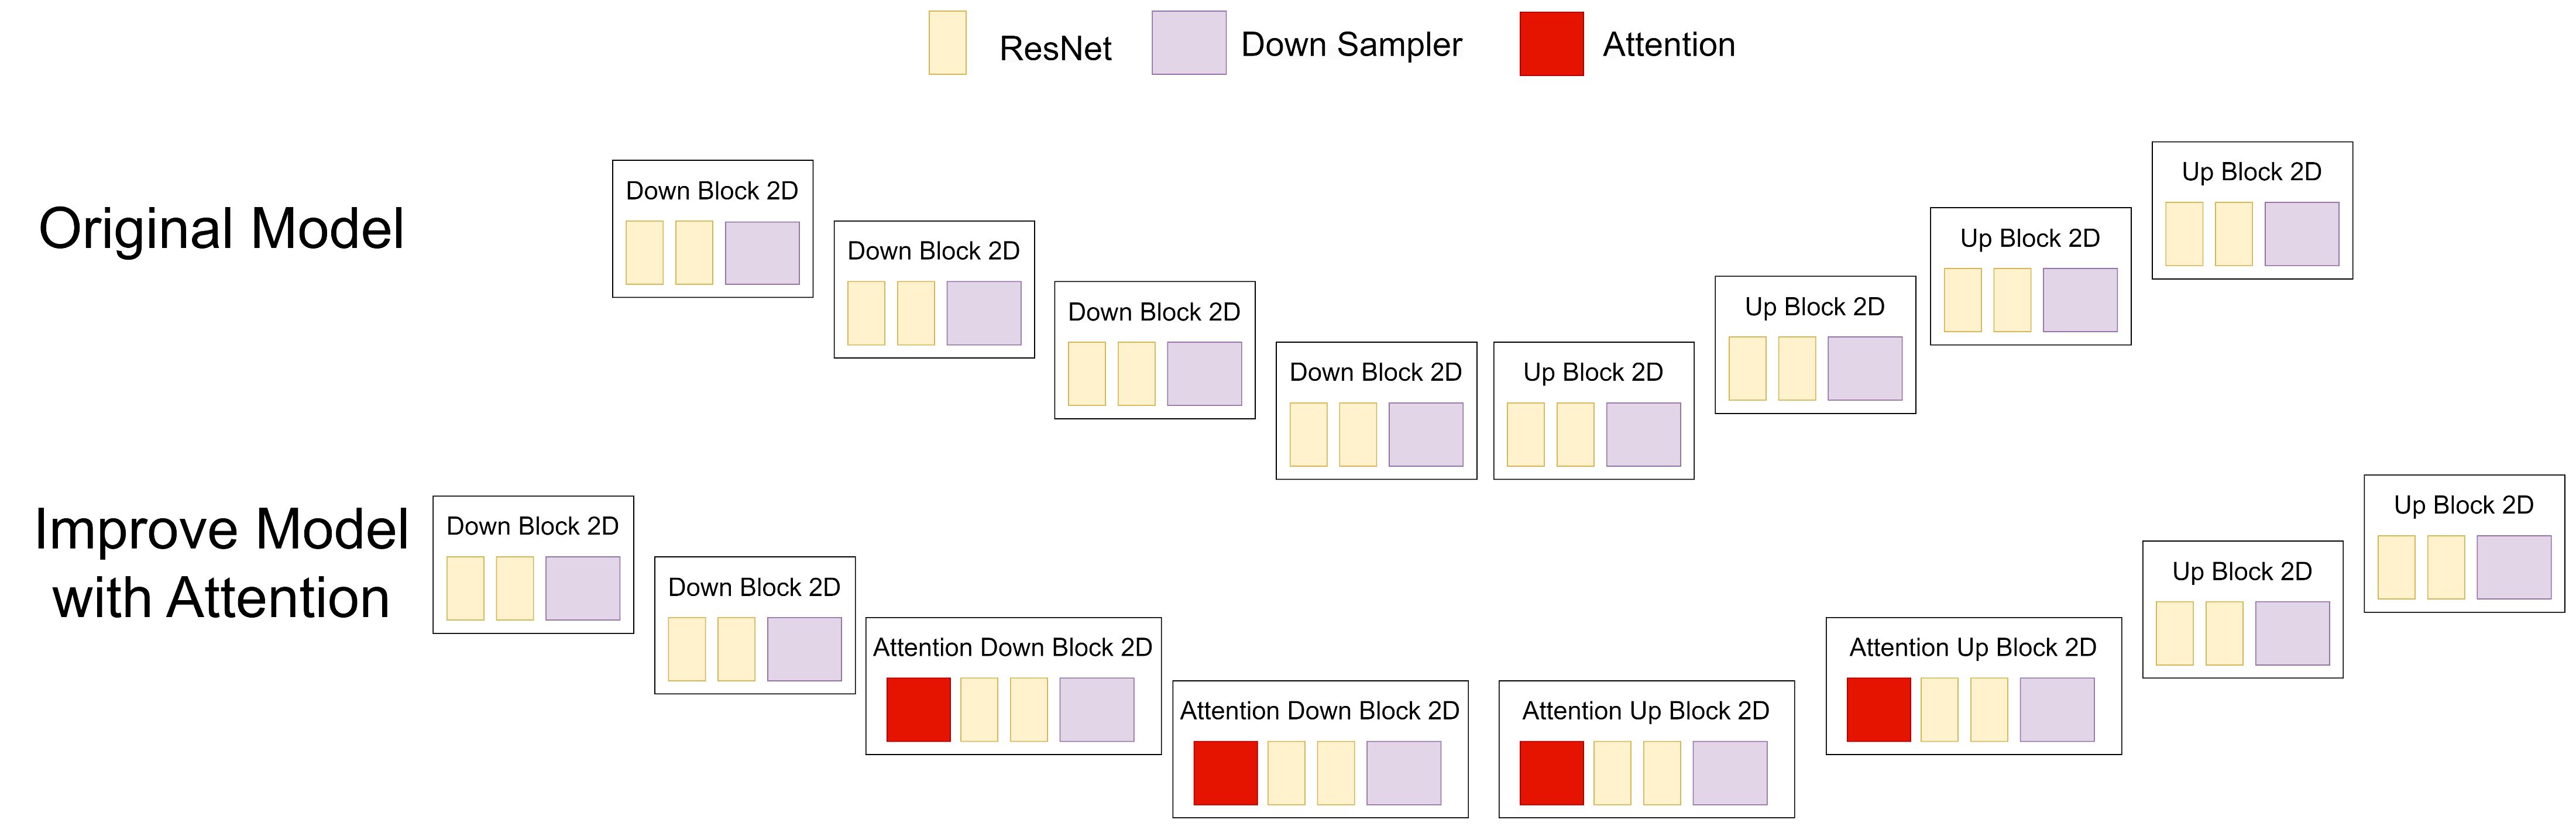 ResNet
Down Sampler
Attention
Original Model
Down Block 2D
Down Block 2D
Down Block 2D
Down Block 2D
Up Block 2D
Up Block 2D
Up Block 2D
Up Block 2D
Improve Model
with Attention
Down Block 2D
Down Block 2D
Attention Down Block 2D
Attention Down Block 2D
Attention Up Block 2D
Attention Up Block 2D
Up Block 2D
Up Block 2D